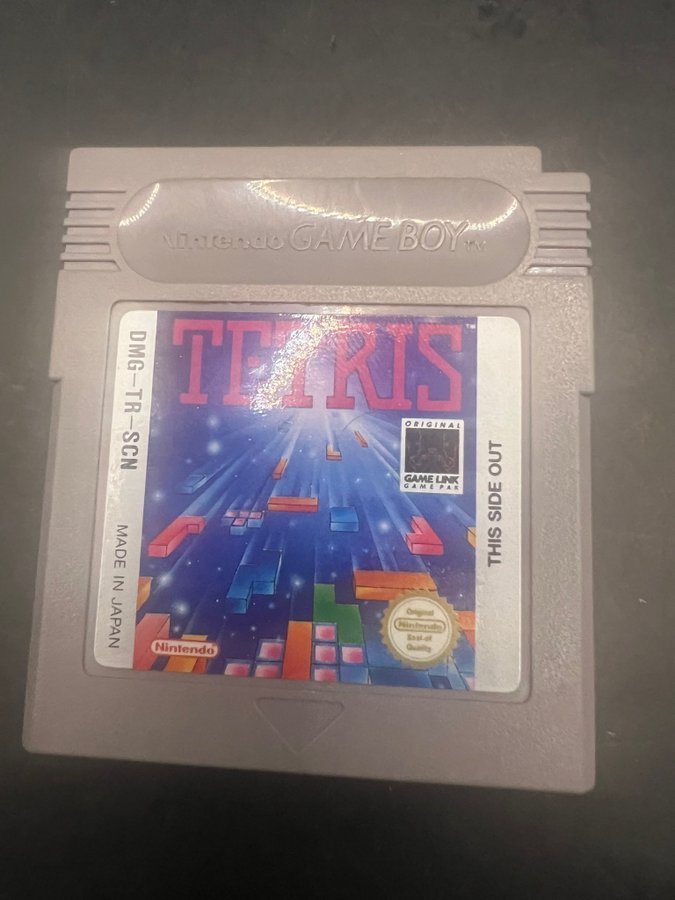 Nintendo GAME BOY™
TETRIS™
DMG-TR-SCN
MADE IN JAPAN
ORIGINAL
GAME LINK
GAME PAK
THIS SIDE OUT
Original
Nintendo
Seal of
Quality
Nintendo